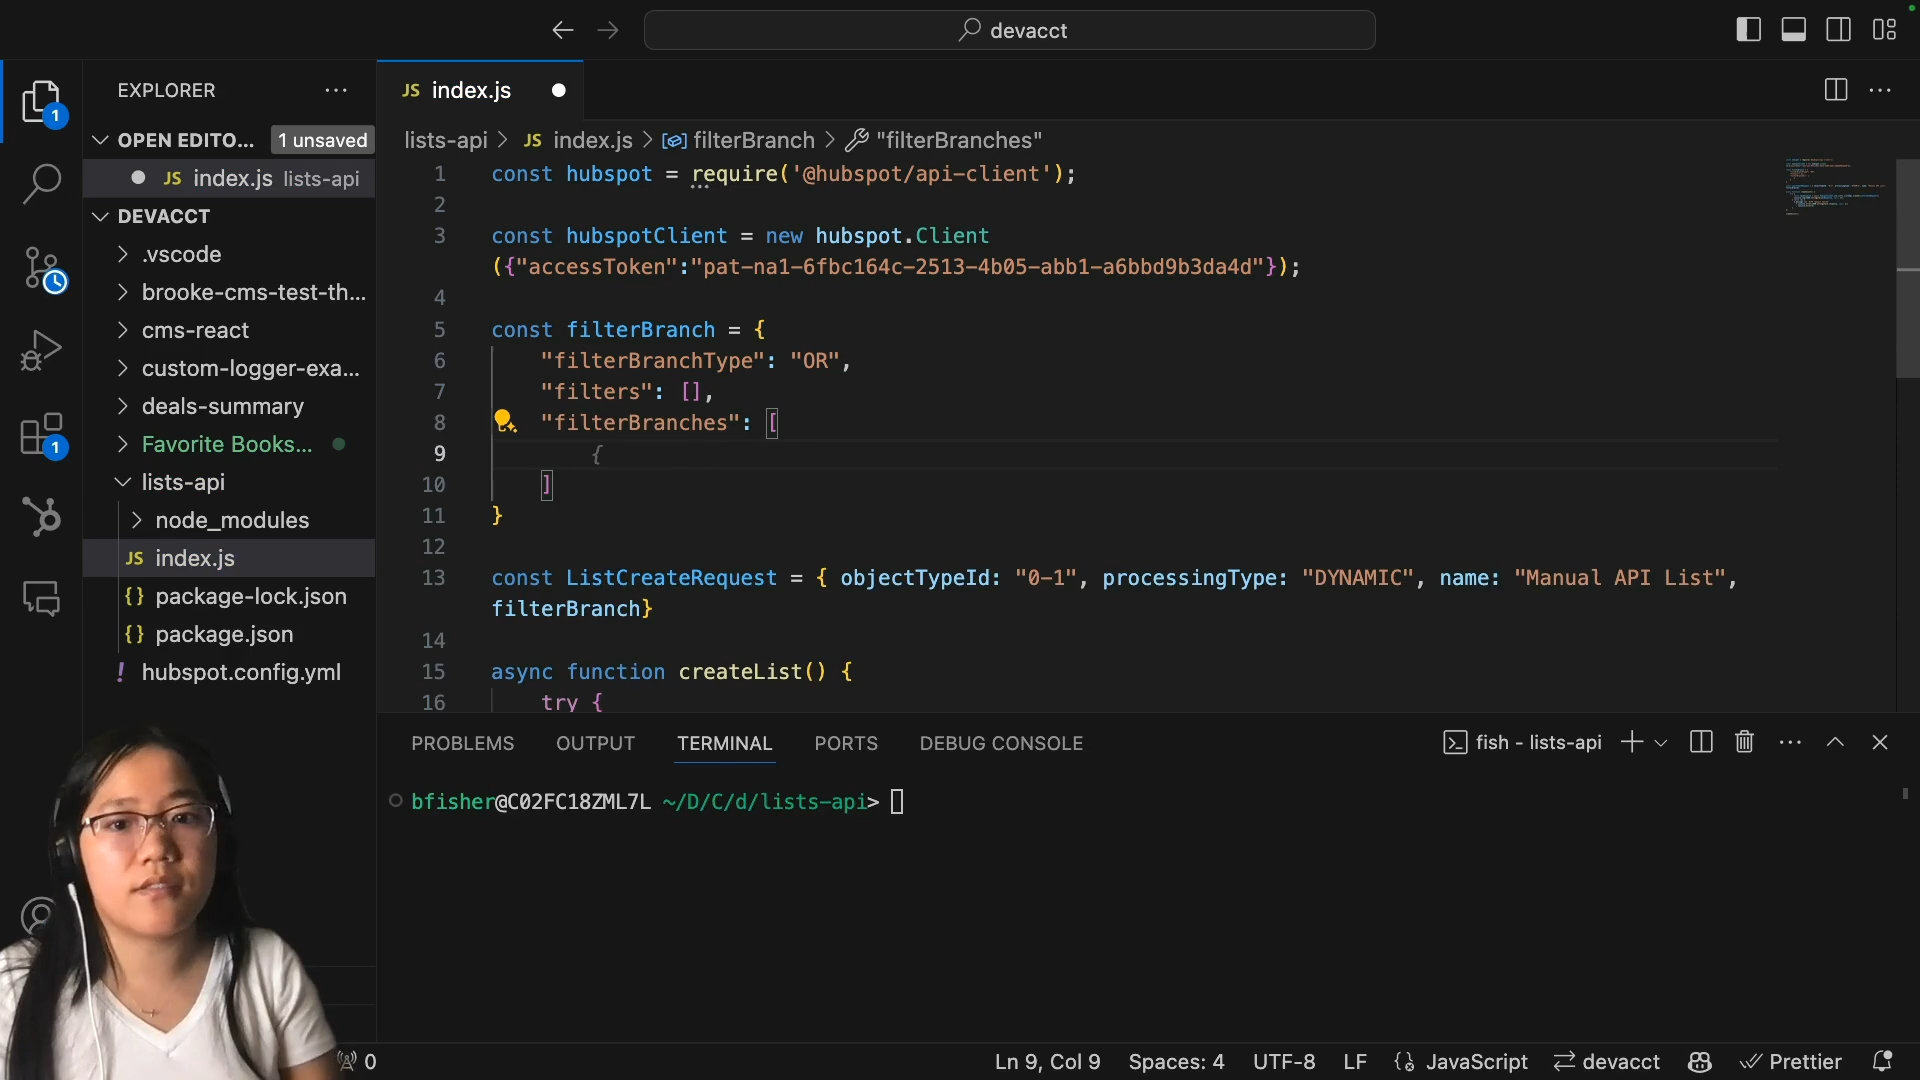 devacct
EXPLORER
1
OPEN EDITO... 1 unsaved
JS index.js lists-api
DEVACCT
.vscode
brooke-cms-test-th...
cms-react
custom-logger-exa...
deals-summary
Favorite Books...
lists-api
node_modules
JS index.js
{} package-lock.json
{} package.json
! hubspot.config.yml
1
JS index.js
lists-api > JS index.js > filterBranch > "filterBranches"
1 const hubspot = require('@hubspot/api-client');
2
3 const hubspotClient = new hubspot.Client
({"accessToken":"pat-na1-6fbc164c-2513-4b05-abb1-a6bbd9b3da4d"});
4
5 const filterBranch = {
6 "filterBranchType": "OR",
7 "filters": [],
8 "filterBranches": [
9 {
10 ]
11 }
12
13 const ListCreateRequest = { objectTypeId: "0-1", processingType: "DYNAMIC", name: "Manual API List",
filterBranch}
14
15 async function createList() {
16 try {
PROBLEMS OUTPUT TERMINAL PORTS DEBUG CONSOLE
fish - lists-api
bfisher@C02FC18ZML7L ~/D/C/d/lists-api>
0
Ln 9, Col 9 Spaces: 4 UTF-8 LF {} JavaScript devacct Prettier